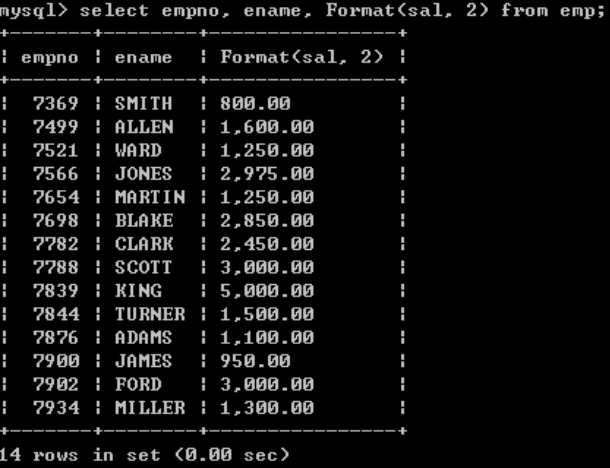 mysql> select empno, ename, Format(sal, 2) from emp;
+-------+--------+----------------+
| empno | ename  | Format(sal, 2) |
+-------+--------+----------------+
|  7369 | SMITH  | 800.00         |
|  7499 | ALLEN  | 1,600.00       |
|  7521 | WARD   | 1,250.00       |
|  7566 | JONES  | 2,975.00       |
|  7654 | MARTIN | 1,250.00       |
|  7698 | BLAKE  | 2,850.00       |
|  7782 | CLARK  | 2,450.00       |
|  7788 | SCOTT  | 3,000.00       |
|  7839 | KING   | 5,000.00       |
|  7844 | TURNER | 1,500.00       |
|  7876 | ADAMS  | 1,100.00       |
|  7900 | JAMES  | 950.00         |
|  7902 | FORD   | 3,000.00       |
|  7934 | MILLER | 1,300.00       |
+-------+--------+----------------+
14 rows in set (0.00 sec)